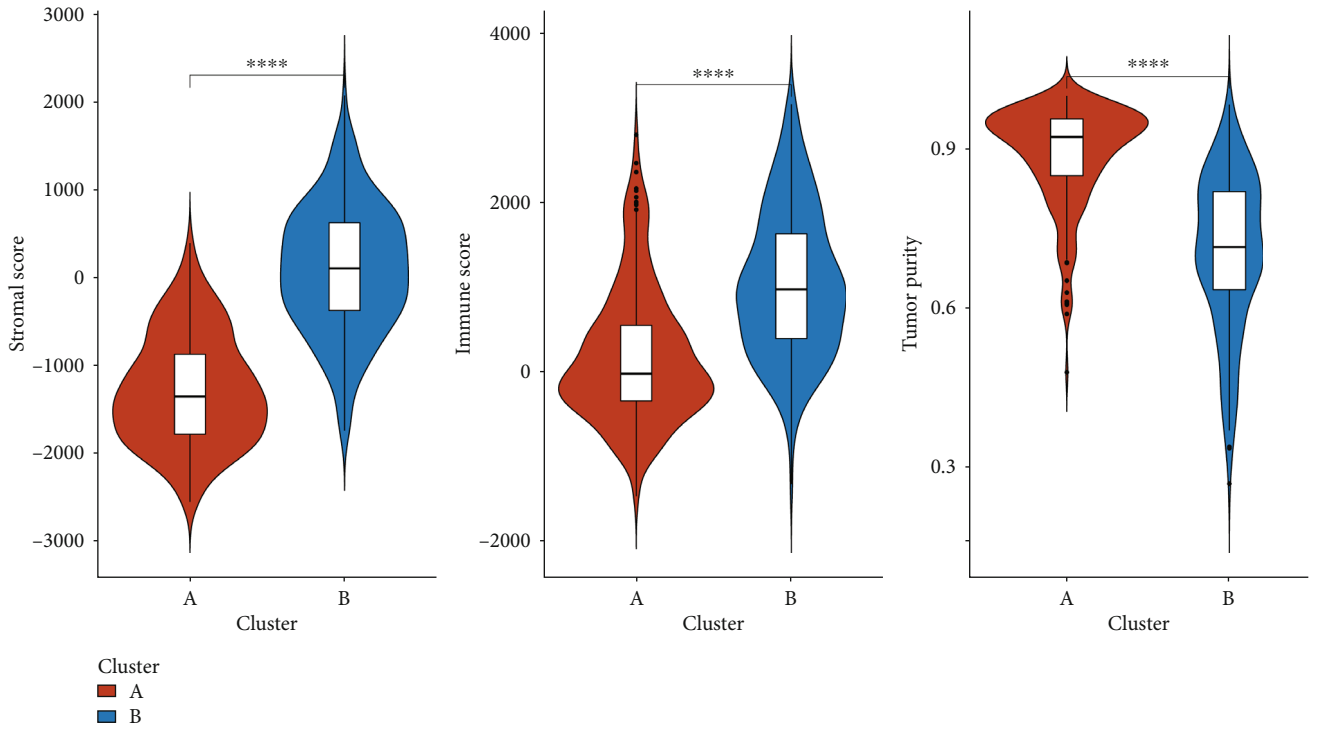 Stromal score
3000
2000
1000
0
−1000
−2000
−3000
****
A
B
Cluster
Immune score
4000
2000
0
−2000
****
A
B
Cluster
Tumor purity
0.9
0.6
0.3
****
A
B
Cluster
Cluster
A
B